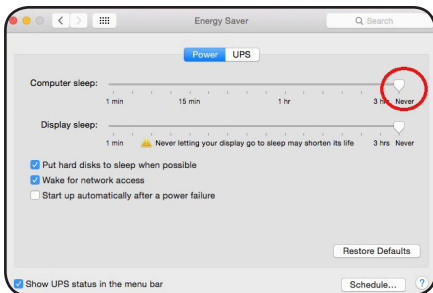 Energy Saver
Search
Power UPS
Computer sleep:
1 min 15 min 1 hr 3 hrs Never
Display sleep:
1 min Never letting your display go to sleep may shorten its life 3 hrs Never
Put hard disks to sleep when possible
Wake for network access
Start up automatically after a power failure
Restore Defaults
Show UPS status in the menu bar
Schedule... ?